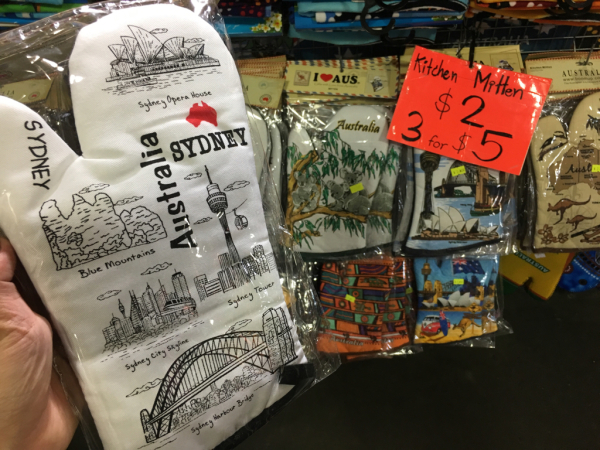 Sydney Opera House
SYDNEY
Australia
SYDNEY
Blue Mountains
Sydney Tower
Sydney City Skyline
Sydney Harbour Bridge
I ♥ AUS.
Australia
Kitchen Mitten
$2
3 for $5
AUSTRALIA